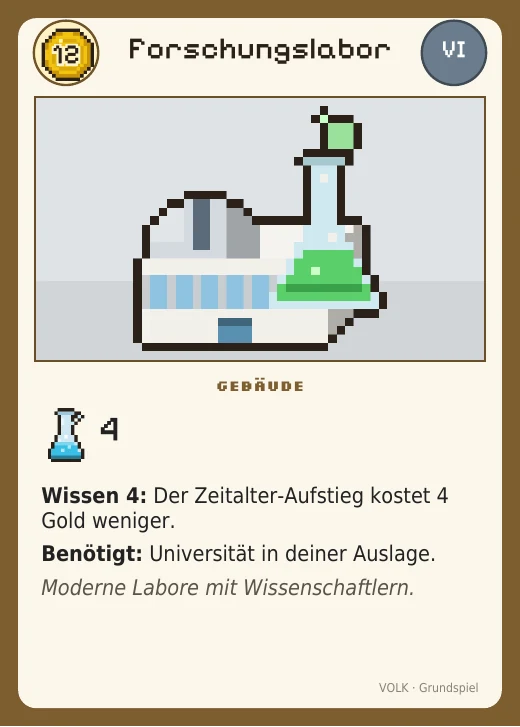 12
Forschungslabor
VI
GEBÄUDE
4
Wissen 4: Der Zeitalter-Aufstieg kostet 4
Gold weniger.
Benötigt: Universität in deiner Auslage.
Moderne Labore mit Wissenschaftlern.
VOLK · Grundspiel